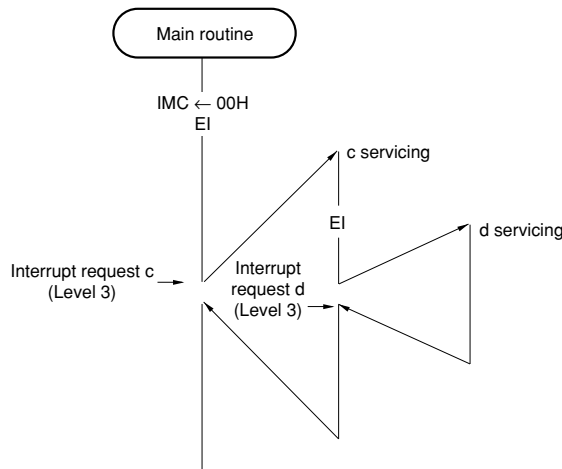 Main routine
IMC ← 00H
EI
c servicing
EI
d servicing
Interrupt request c
(Level 3)
Interrupt
request d
(Level 3)